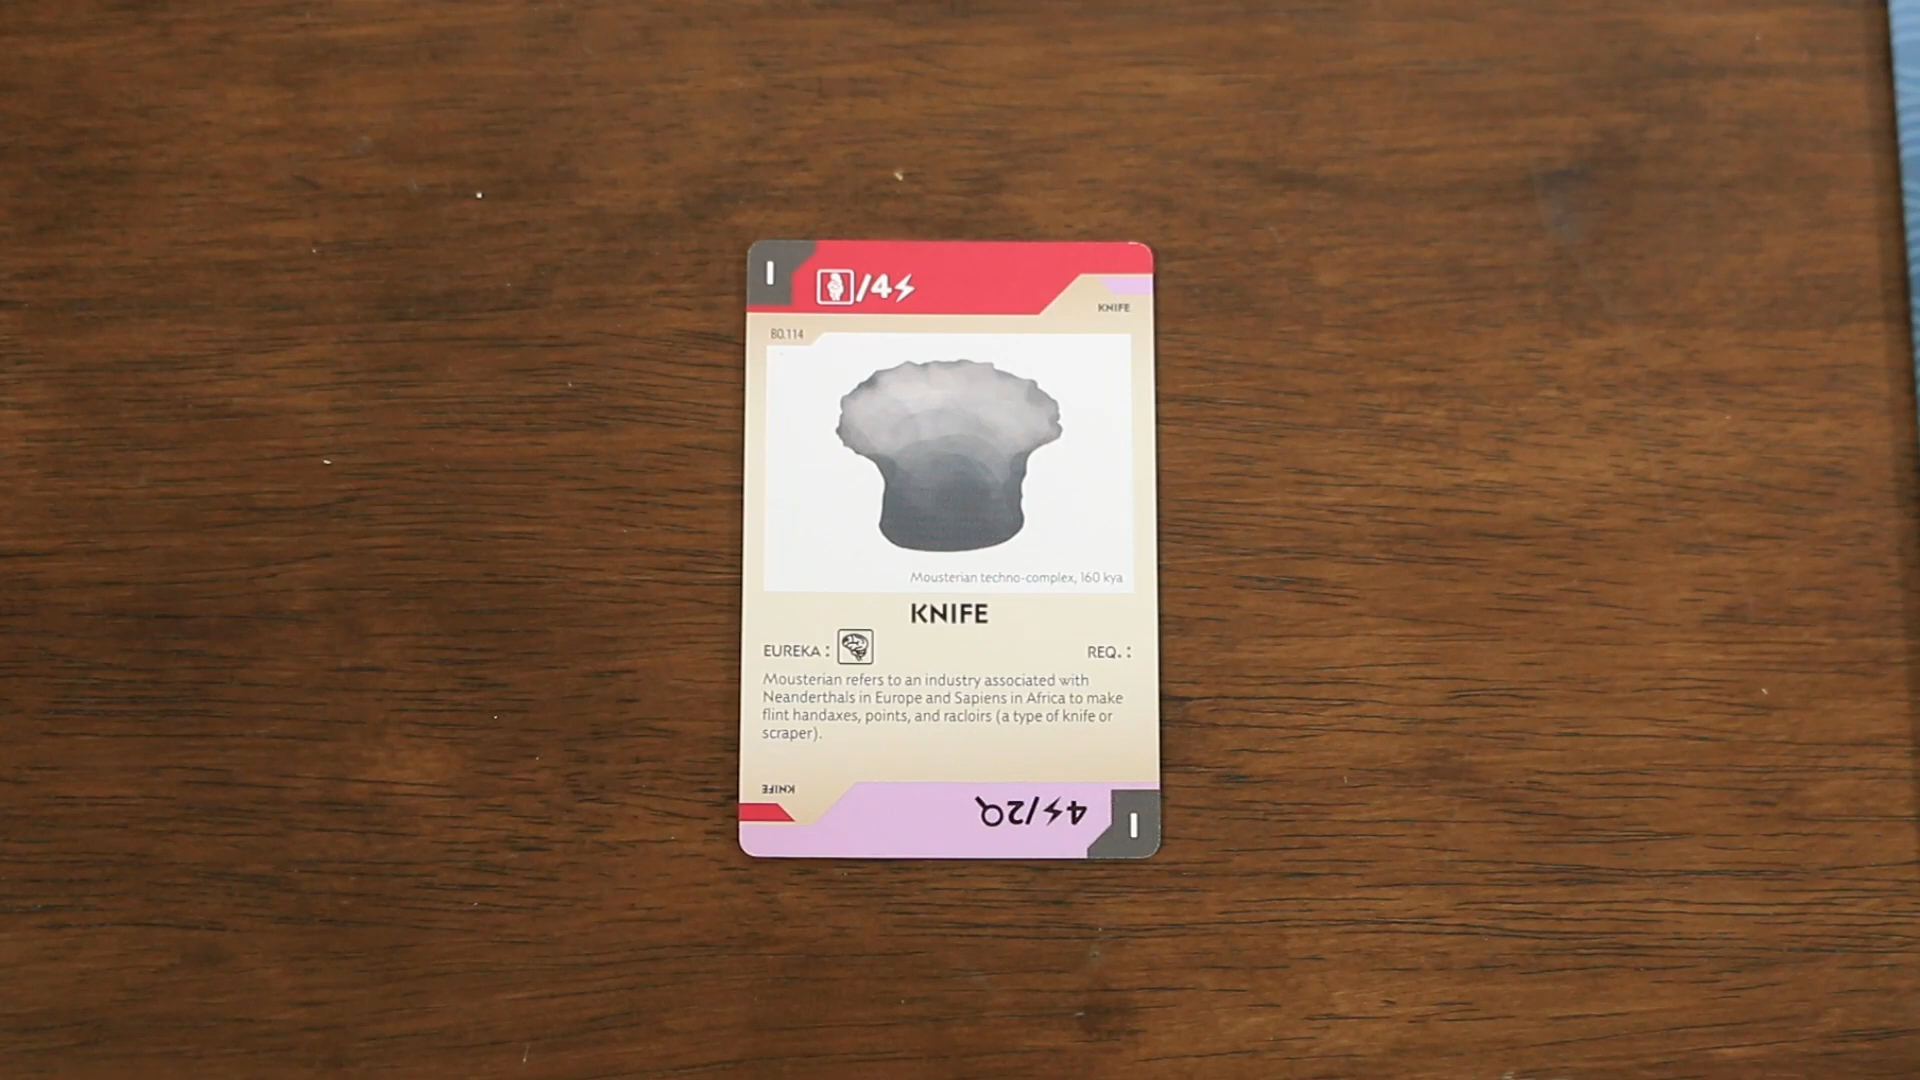 I
/4
KNIFE
BO.114
Mousterian techno-complex, 160 kya
KNIFE
EUREKA :
REQ. :
Mousterian refers to an industry associated with
Neanderthals in Europe and Sapiens in Africa to make
flint handaxes, points, and racloirs (a type of knife or
scraper).
KNIFE
4/2
I